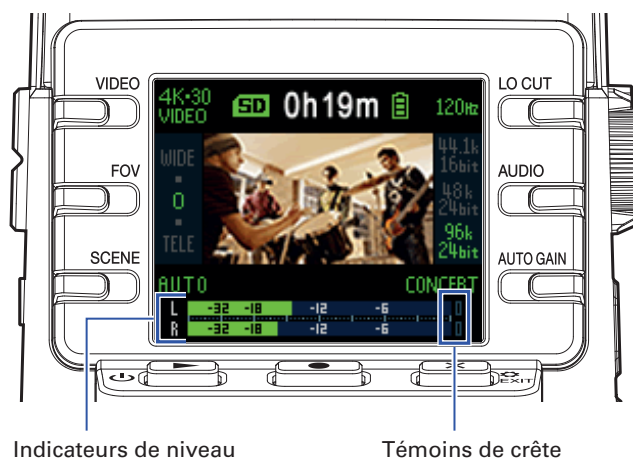 VIDEO
FOV
SCENE
LO CUT
AUDIO
AUTO GAIN
4K•30
VIDEO
SD
0h19m
120Hz
WIDE
0
TELE
44.1k
16bit
48k
24bit
96k
24bit
AUTO
CONCERT
L -32 -18 -12 -6 0
R -32 -18 -12 -6 0
EXIT
Indicateurs de niveau
Témoins de crête